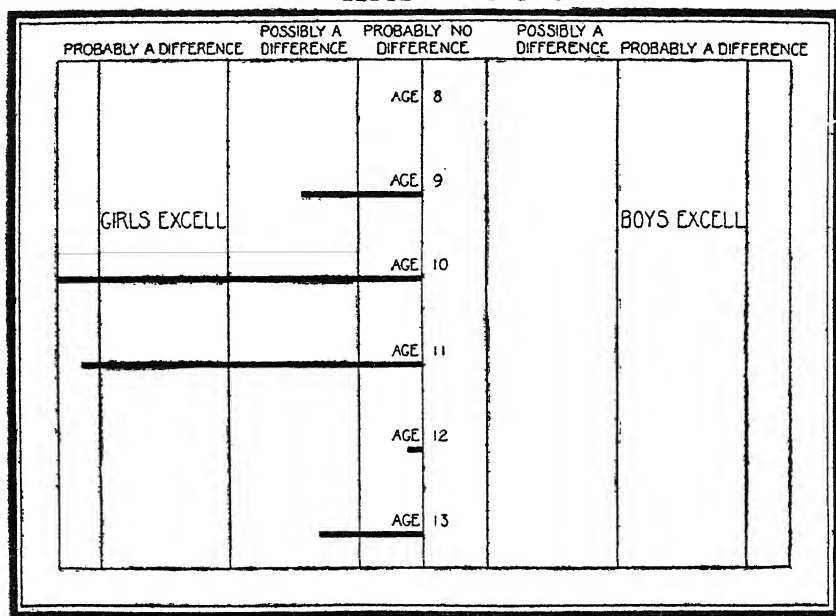 PROBABLY A DIFFERENCE POSSIBLY A DIFFERENCE PROBABLY NO DIFFERENCE POSSIBLY A DIFFERENCE PROBABLY A DIFFERENCE
AGE 8
AGE 9
GIRLS EXCELL BOYS EXCELL
AGE 10
AGE 11
AGE 12
AGE 13